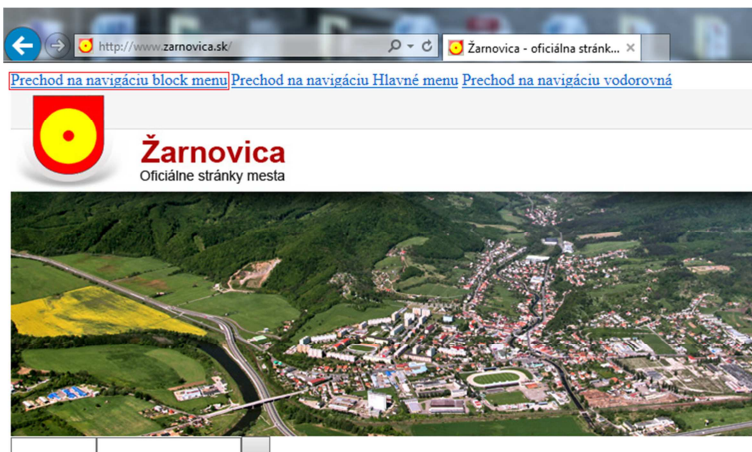 http://www.zarnovica.sk/
Žarnovica - oficiálna stránk...
Prechod na navigáciu block menu Prechod na navigáciu Hlavné menu Prechod na navigáciu vodorovná
Žarnovica
Oficiálne stránky mesta